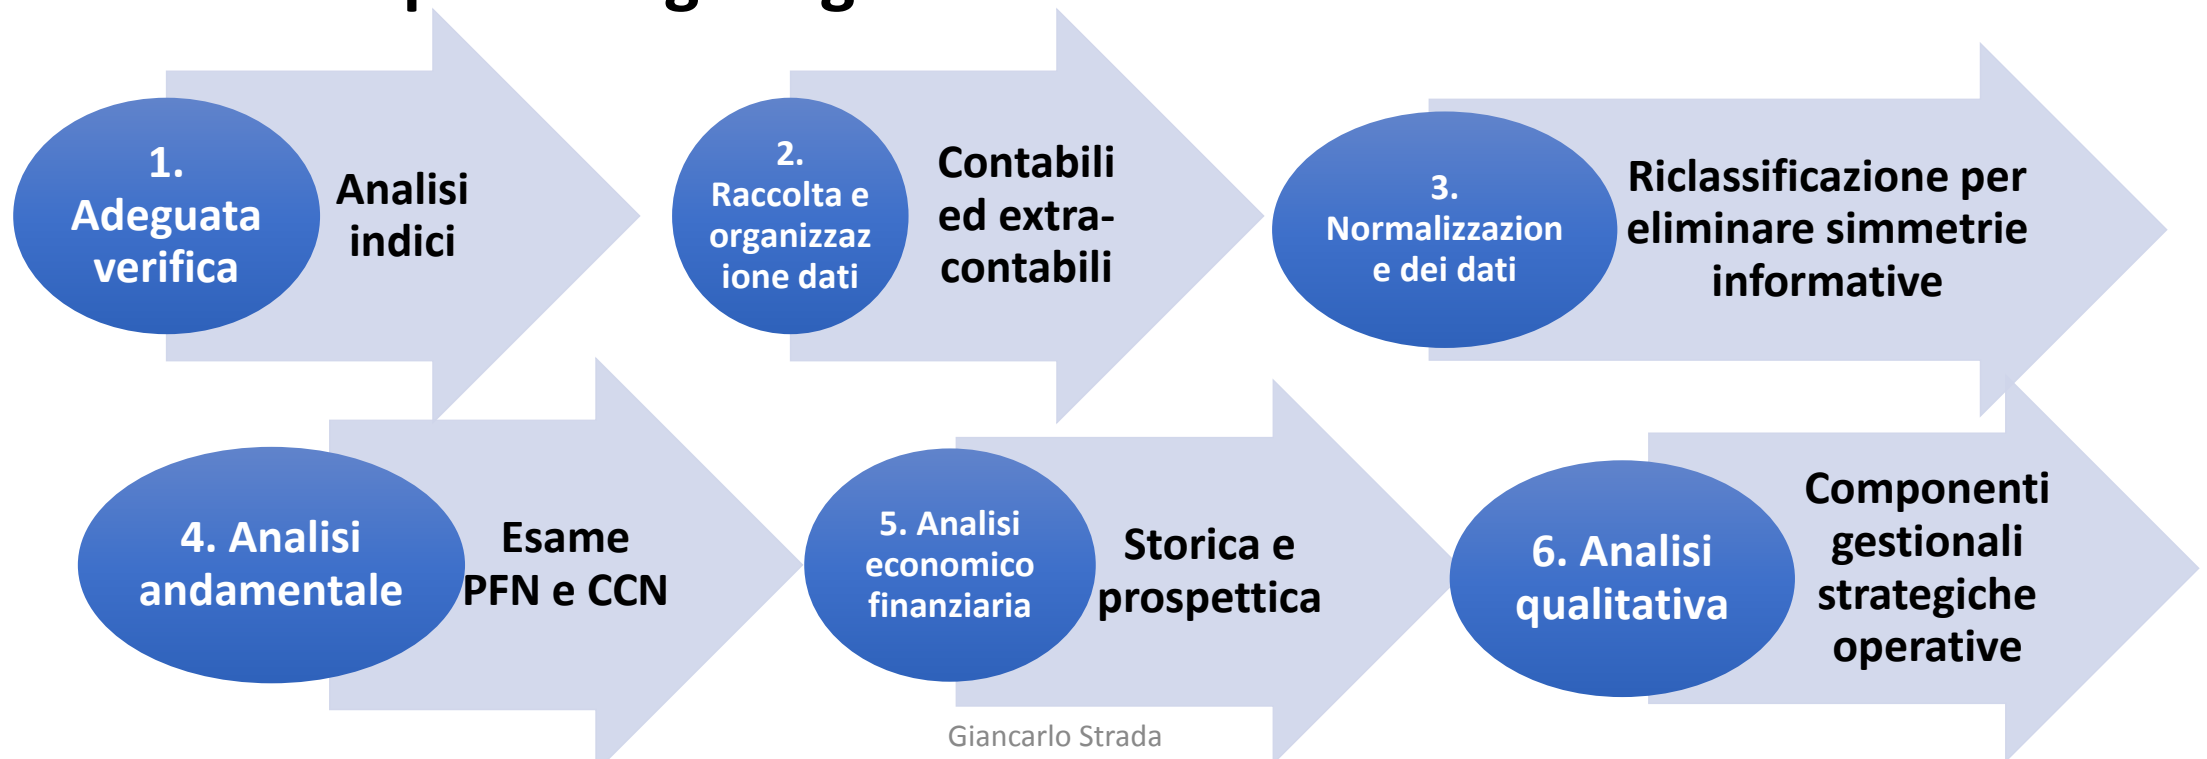 1.
Adeguata
verifica
Analisi
indici
2.
Raccolta e
organizzaz
ione dati
Contabili
ed extra-
contabili
3.
Normalizzazion
e dei dati
Riclassificazione per
eliminare simmetrie
informative
4. Analisi
andamentale
Esame
PFN e CCN
5. Analisi
economico
finanziaria
Storica e
prospettica
6. Analisi
qualitativa
Componenti
gestionali
strategiche
operative
Giancarlo Strada